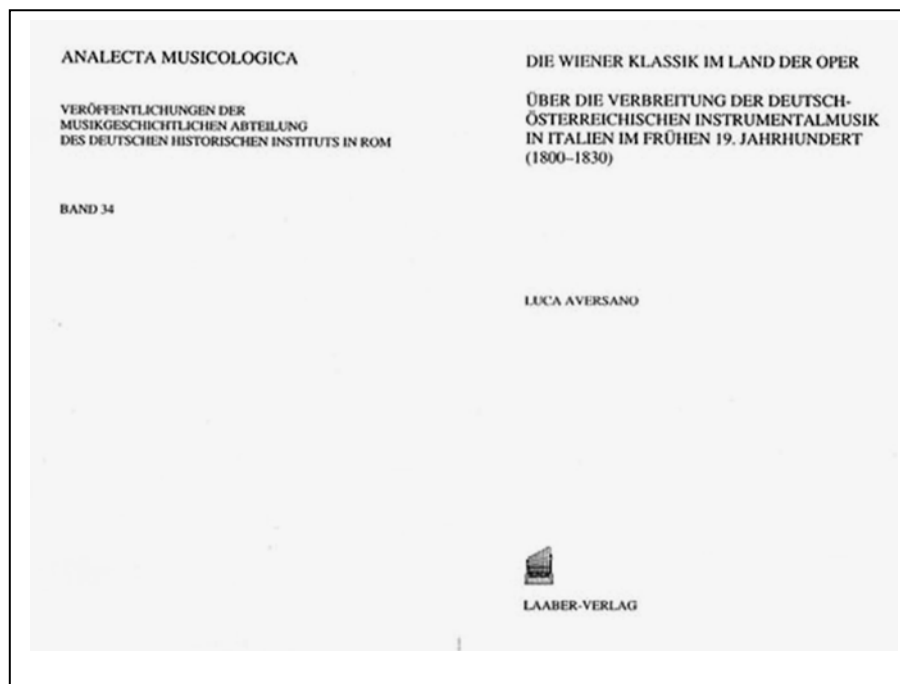 ANALECTA MUSICOLOGICA
VERÖFFENTLICHUNGEN DER
MUSIKGESCHICHTLICHEN ABTEILUNG
DES DEUTSCHEN HISTORISCHEN INSTITUTS IN ROM
BAND 34
DIE WIENER KLASSIK IM LAND DER OPER
ÜBER DIE VERBREITUNG DER DEUTSCH-
ÖSTERREICHISCHEN INSTRUMENTALMUSIK
IN ITALIEN IM FRÜHEN 19. JAHRHUNDERT
(1800–1830)
LUCA AVERSANO
LAABER-VERLAG